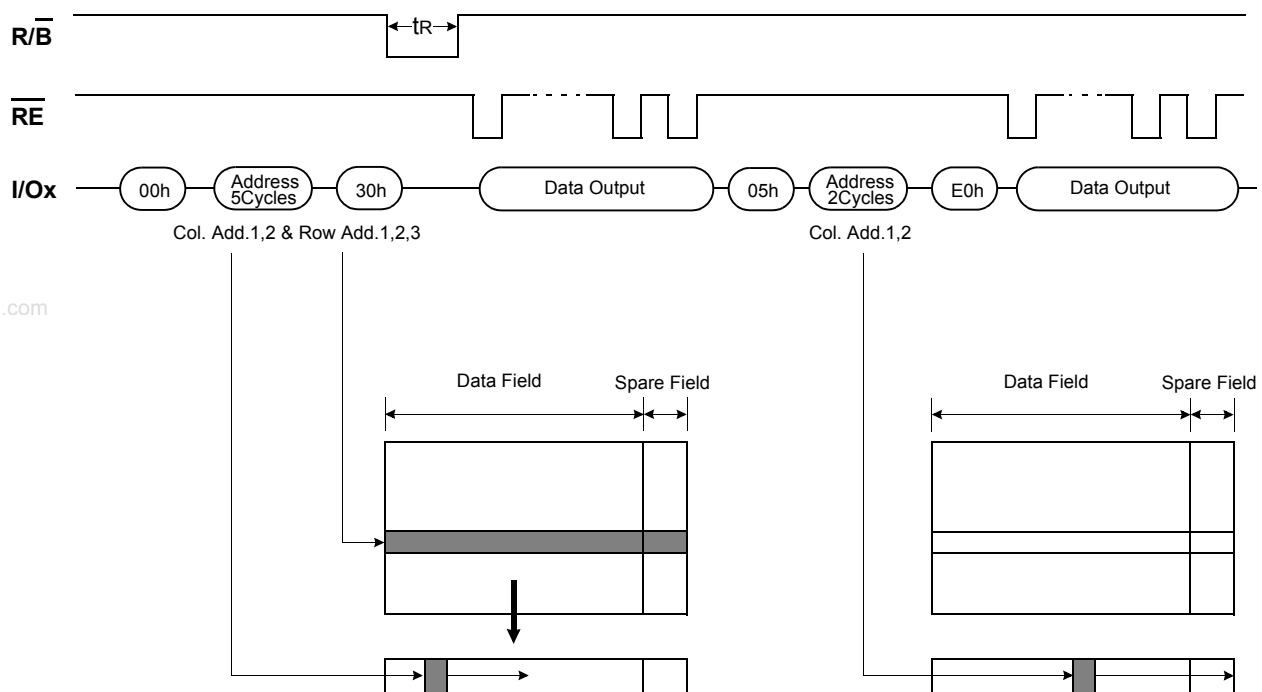 R/B
tR
RE
I/Ox
00h
Address
5Cycles
30h
Data Output
05h
Address
2Cycles
E0h
Data Output
Col. Add.1,2 & Row Add.1,2,3
Col. Add.1,2
.com
Data Field
Spare Field
Data Field
Spare Field